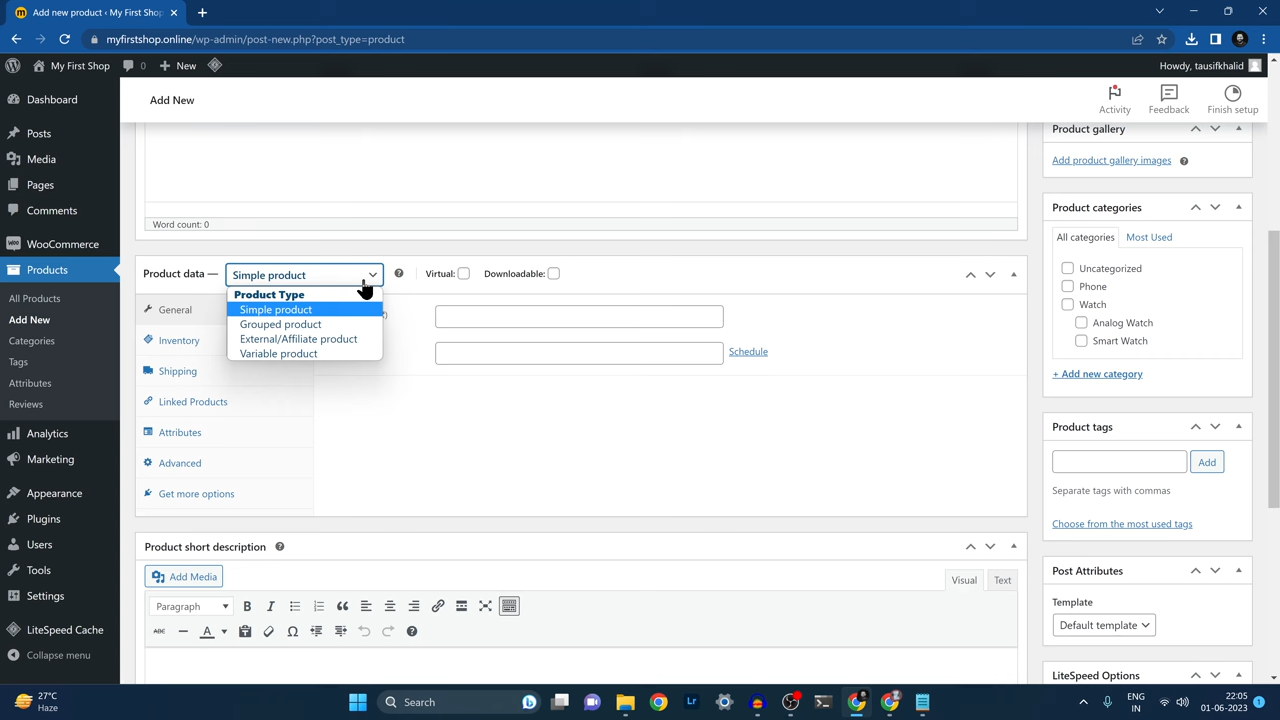 Add new product ‹ My First Shop
myfirstshop.online/wp-admin/post-new.php?post_type=product
My First Shop
0
New
Howdy, tausifkhalid
Dashboard
Posts
Media
Pages
Comments
WooCommerce
Products
All Products
Add New
Categories
Tags
Attributes
Reviews
Analytics
Marketing
Appearance
Plugins
Users
Tools
Settings
LiteSpeed Cache
Collapse menu
Add New
Activity
Feedback
Finish setup
Word count: 0
Product data —
Simple product
Virtual:
Downloadable:
Product Type
Simple product
Grouped product
External/Affiliate product
Variable product
General
Inventory
Shipping
Linked Products
Attributes
Advanced
Get more options
Schedule
Product short description
Add Media
Visual
Text
Paragraph
B
I
ABC
A
Ω
Product gallery
Add product gallery images
Product categories
All categories
Most Used
Uncategorized
Phone
Watch
Analog Watch
Smart Watch
+ Add new category
Product tags
Add
Separate tags with commas
Choose from the most used tags
Post Attributes
Template
Default template
LiteSpeed Options
27°C
Haze
Search
Lr
ENG
IN
22:05
01-06-2023
1